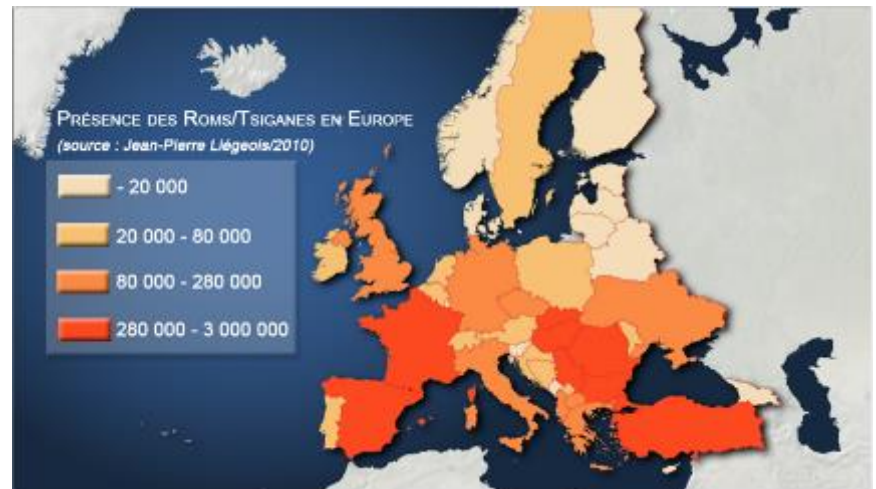 PRÉSENCE DES ROMS/TSIGANES EN EUROPE
(source : Jean-Pierre Liégeois/2010)
- 20 000
20 000 - 80 000
80 000 - 280 000
280 000 - 3 000 000